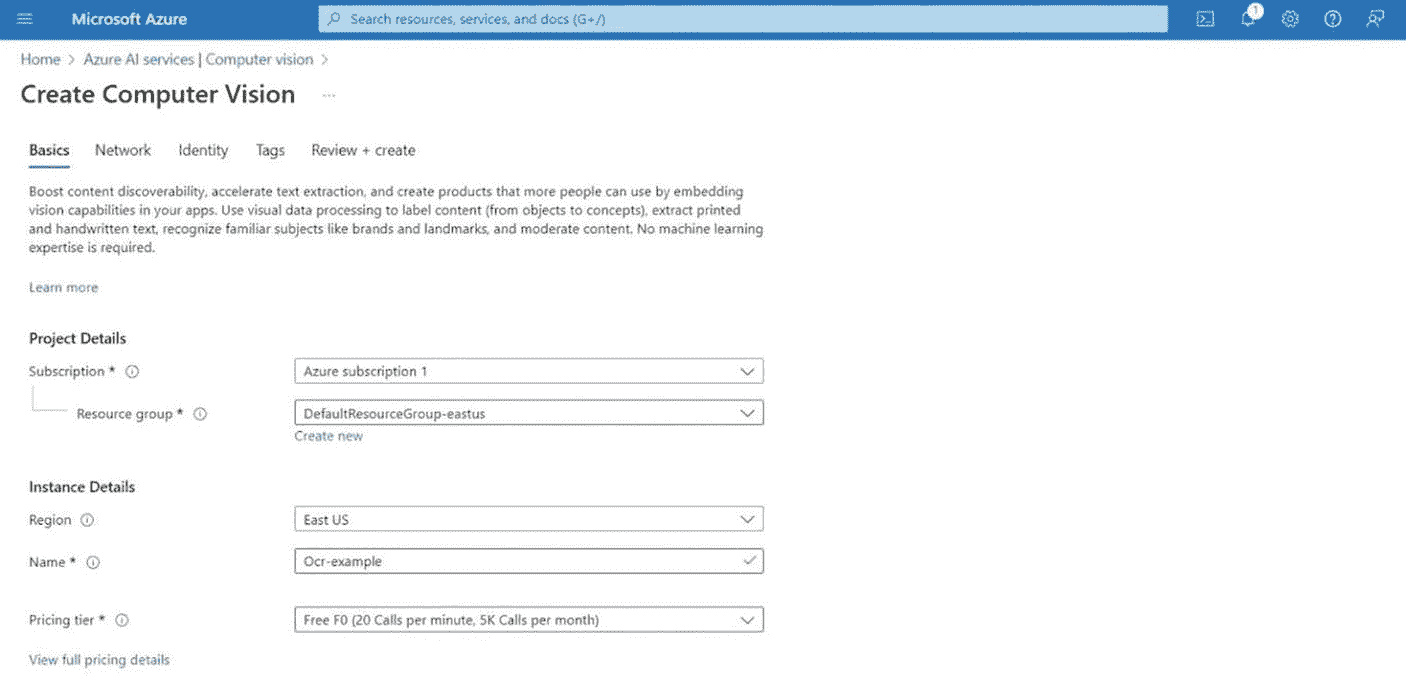 Microsoft Azure
Search resources, services, and docs (G+/)
1
Home > Azure AI services | Computer vision >
Create Computer Vision ...
Basics Network Identity Tags Review + create
Boost content discoverability, accelerate text extraction, and create products that more people can use by embedding
vision capabilities in your apps. Use visual data processing to label content (from objects to concepts), extract printed
and handwritten text, recognize familiar subjects like brands and landmarks, and moderate content. No machine learning
expertise is required.
Learn more
Project Details
Subscription * Azure subscription 1
Resource group * DefaultResourceGroup-eastus
Create new
Instance Details
Region East US
Name * Ocr-example
Pricing tier * Free F0 (20 Calls per minute, 5K Calls per month)
View full pricing details